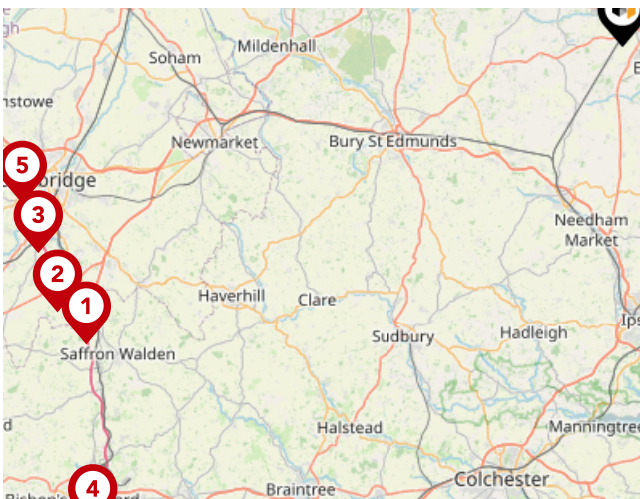 Mildenhall
Soham
Newmarket
Bury St Edmunds
5
3
Needham
Market
2
1
Haverhill
Clare
Sudbury
Hadleigh
Saffron Walden
Halstead
Manningtree
4
Braintree
Colchester